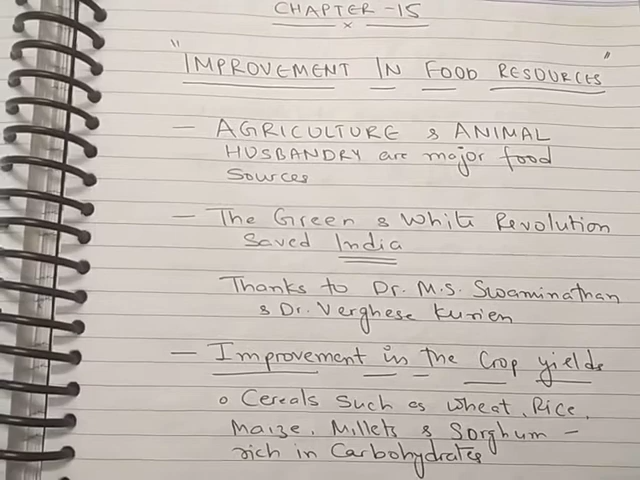 CHAPTER - 15
x
"IMPROVEMENT IN FOOD RESOURCES"
- AGRICULTURE & ANIMAL
HUSBANDRY are major food
sources
- The Green & White Revolution
saved India
Thanks to Dr. M.S. Swaminathan
& Dr. Verghese Kurien
- Improvement in the Crop yields
o Cereals such as wheat, Rice,
Maize, Millets & Sorghum -
rich in Carbohydrates